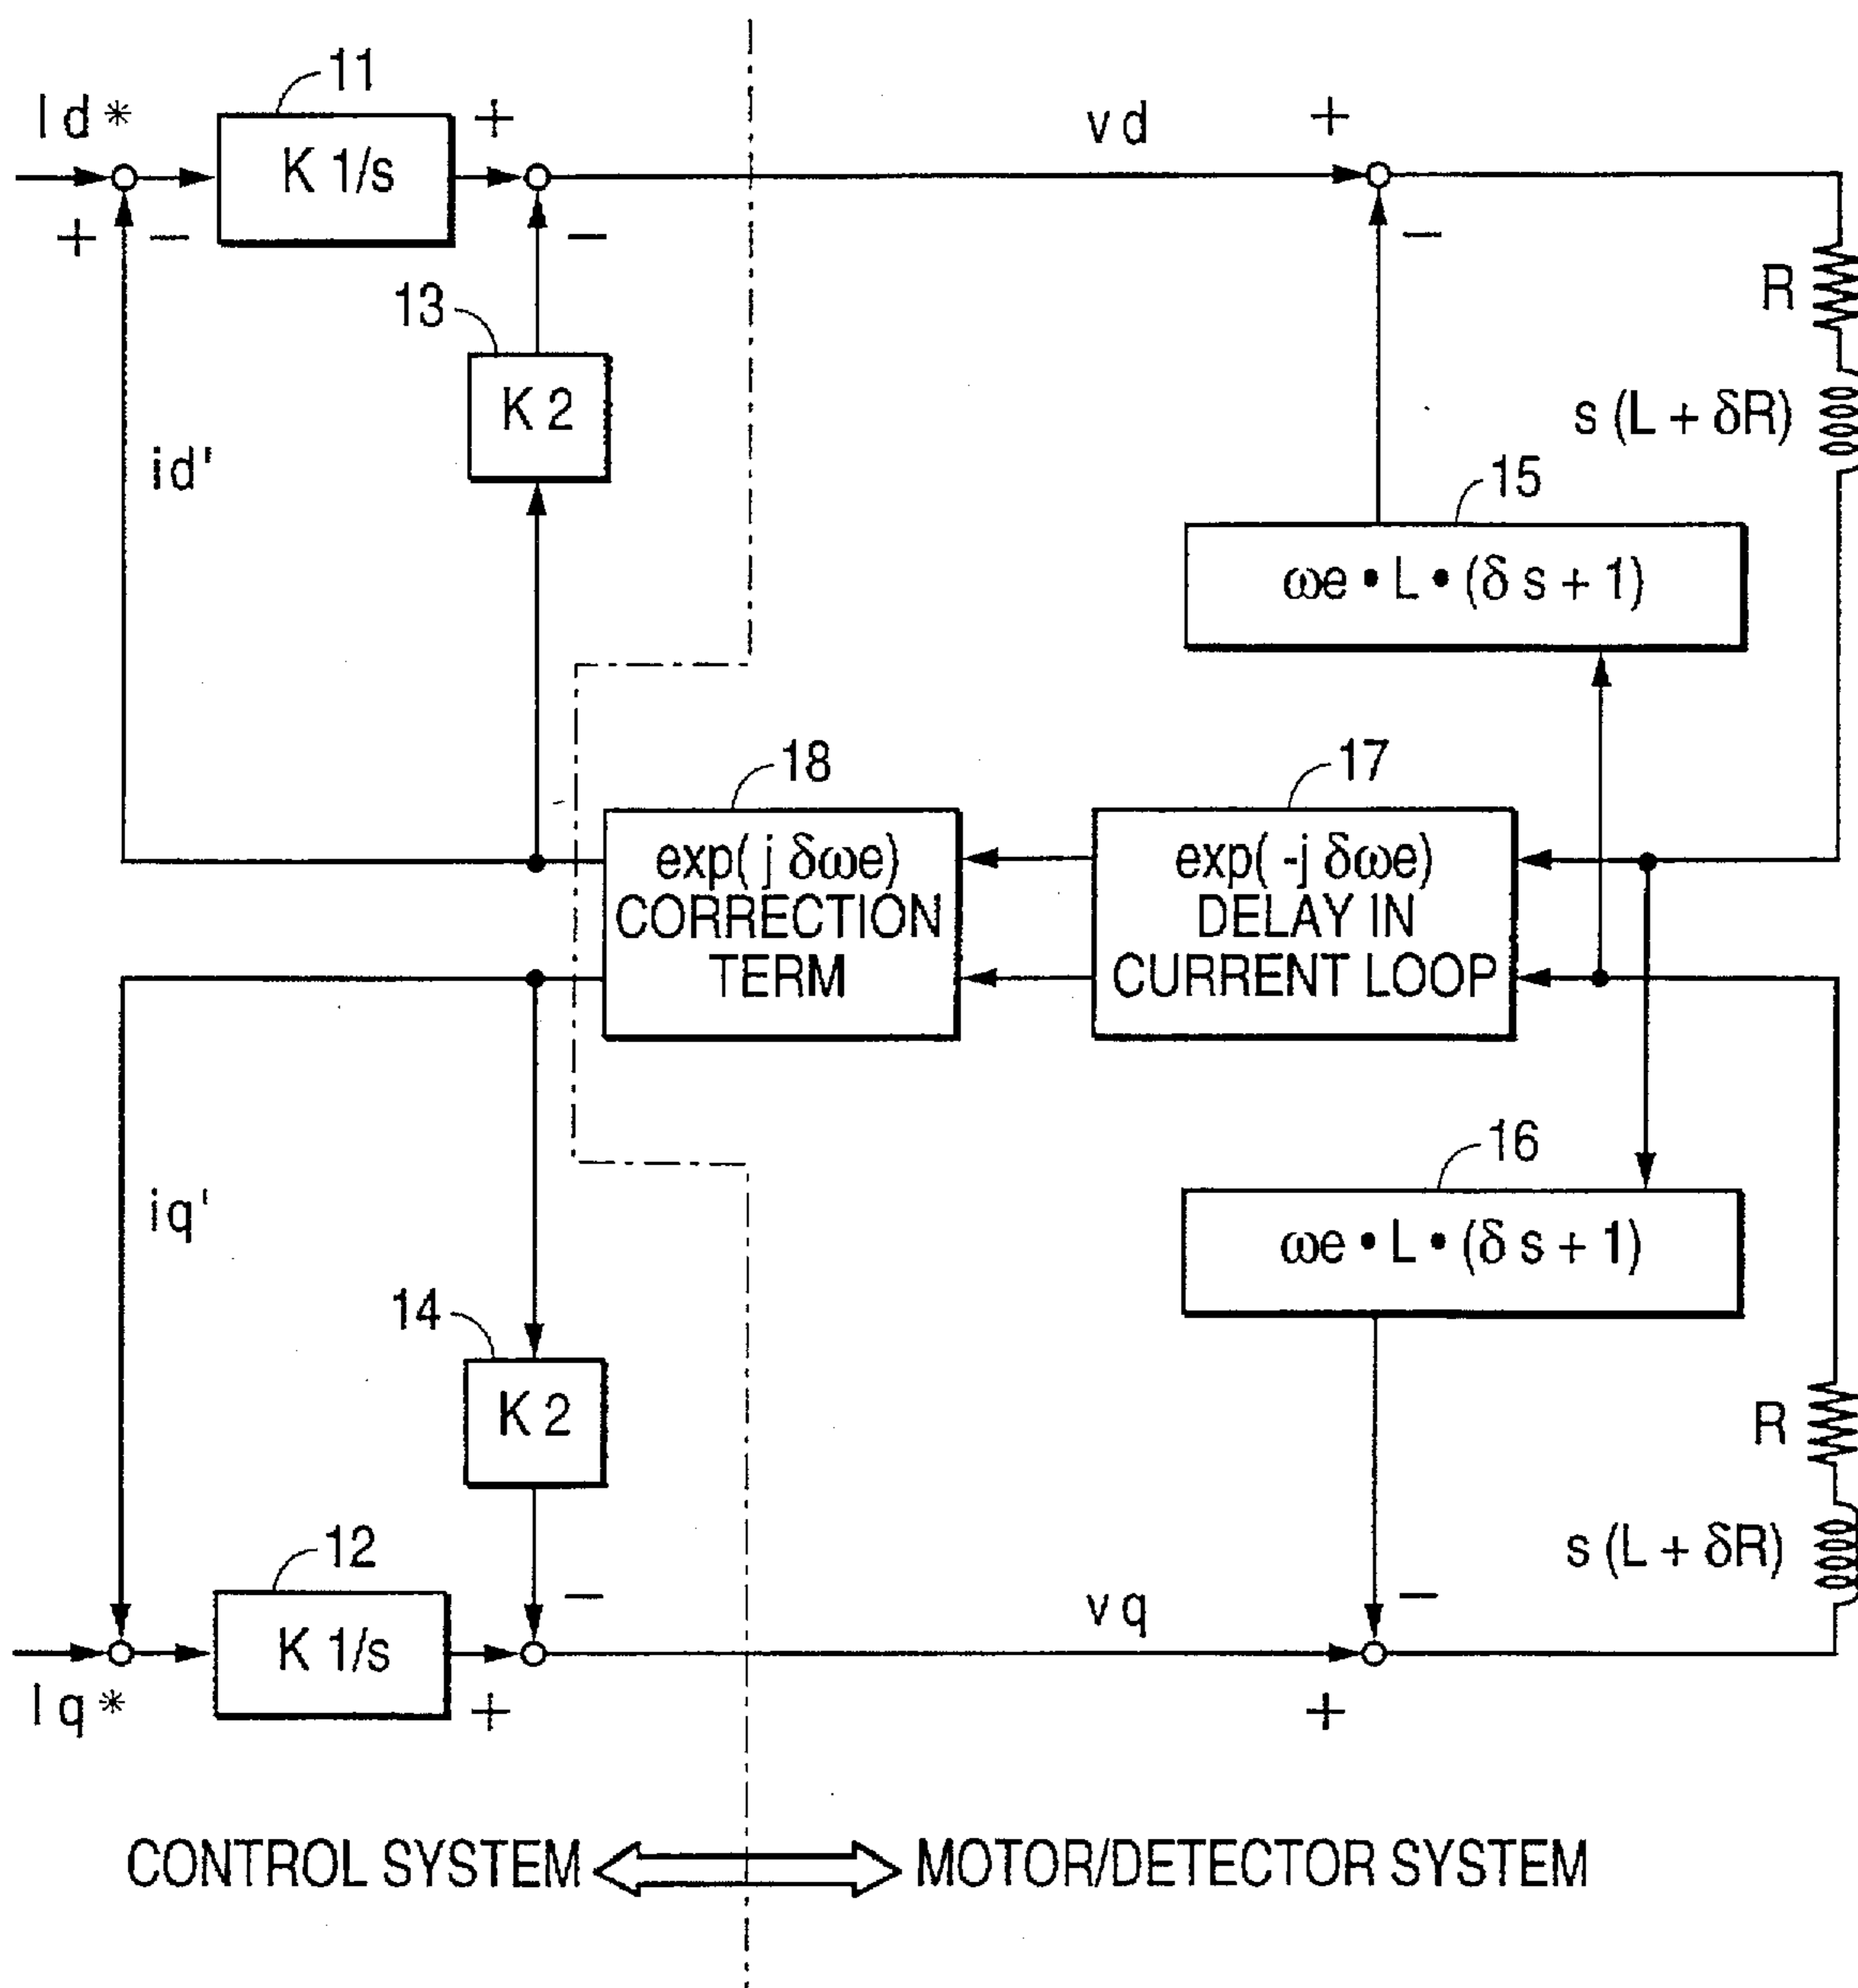 11
Id*
K 1/s
+
vd
+
+
−
−
−
13
R
K 2
s (L + δR)
id'
15
ωe • L • (δ s + 1)
18
17
exp( j δωe)
CORRECTION
TERM
exp( -j δωe)
DELAY IN
CURRENT LOOP
16
iq'
ωe • L • (δ s + 1)
14
K 2
R
12
s (L + δR)
−
−
vq
K 1/s
Iq*
+
+
CONTROL SYSTEM
MOTOR/DETECTOR SYSTEM